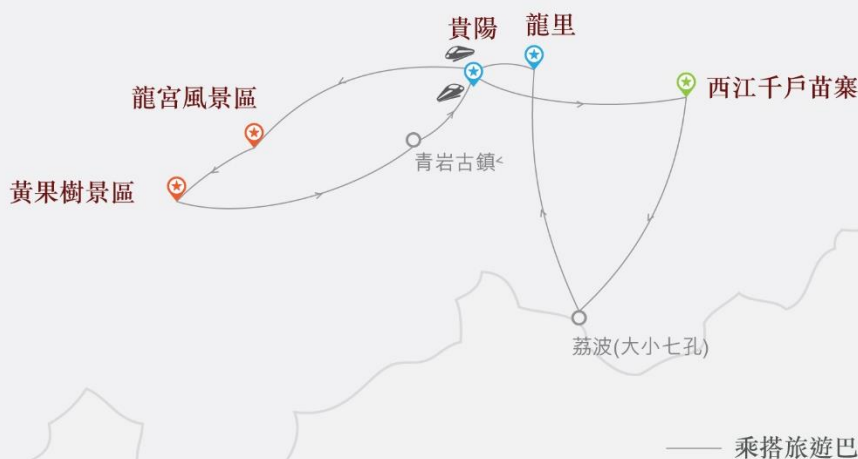 貴陽
龍里
西江千戶苗寨
龍宮風景區
青岩古鎮
黃果樹景區
荔波(大小七孔)
乘搭旅遊巴